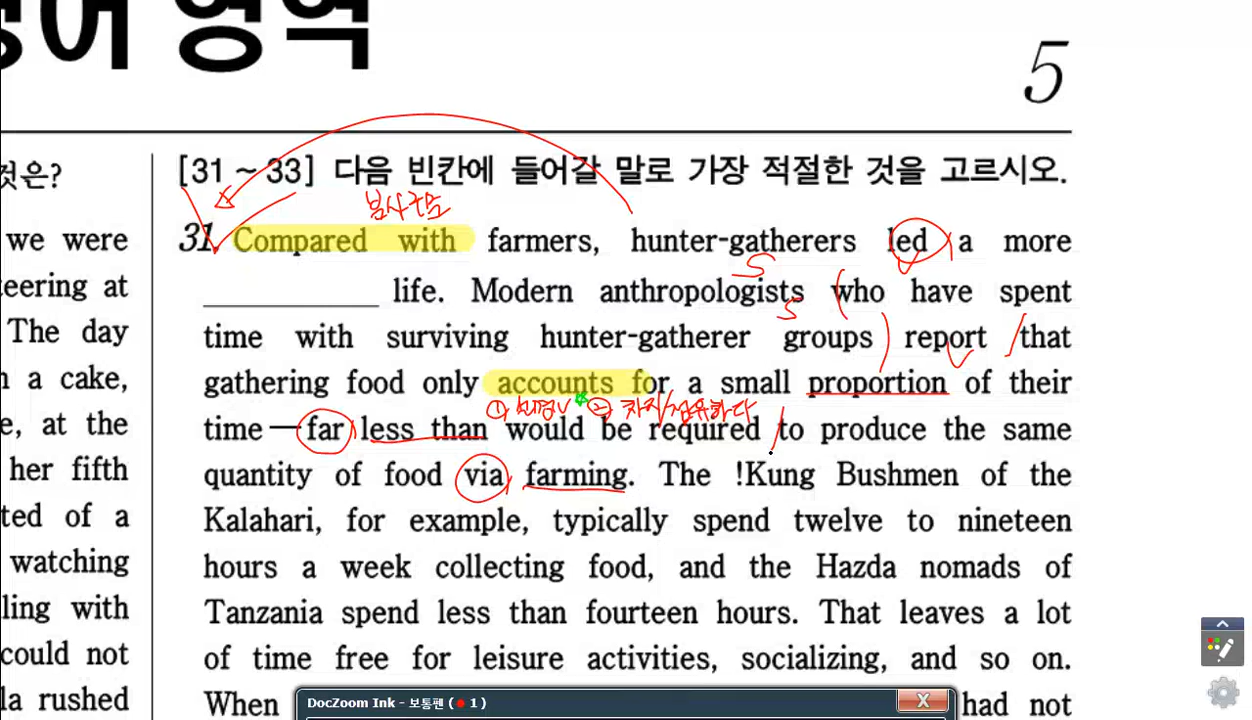 영어 영역
5
것은?
we were
teering at
The day
n a cake,
e, at the
her fifth
ted of a
watching
ling with
could not
la rushed
[31 ~ 33] 다음 빈칸에 들어갈 말로 가장 적절한 것을 고르시오.
분사구문
31. Compared with farmers, hunter-gatherers led a more
S
____________ life. Modern anthropologists who have spent
S
time with surviving hunter-gatherer groups report that
gathering food only accounts for a small proportion of their
① 설명 ② 차지/점유하다
time — far less than would be required to produce the same
quantity of food via farming. The !Kung Bushmen of the
Kalahari, for example, typically spend twelve to nineteen
hours a week collecting food, and the Hazda nomads of
Tanzania spend less than fourteen hours. That leaves a lot
of time free for leisure activities, socializing, and so on.
When had not
DocZoom Ink - 보통펜 ( 1 )
X